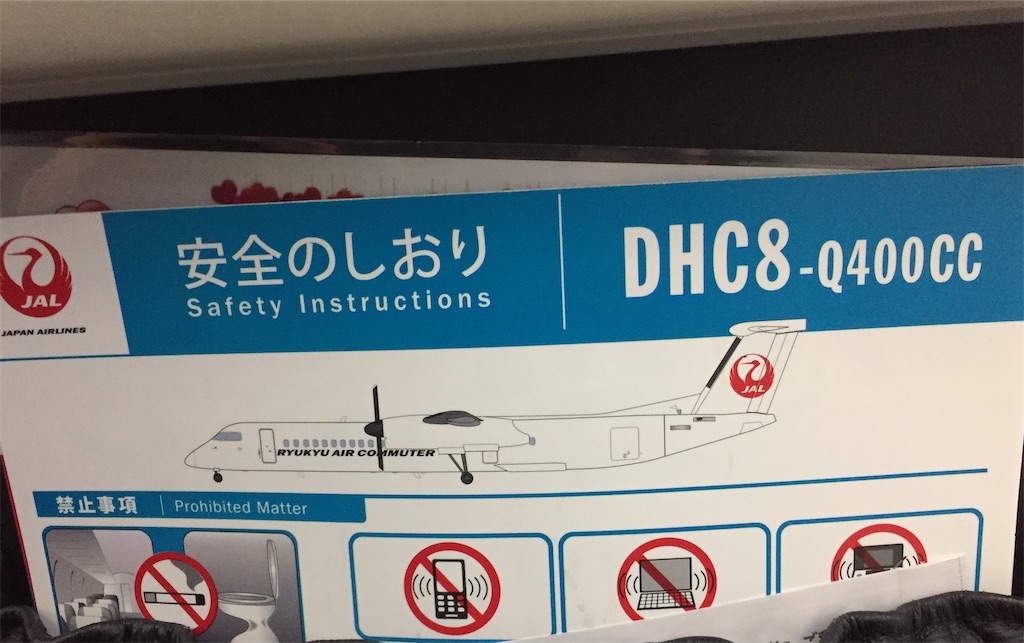 JAL
JAPAN AIRLINES
安全のしおり
Safety Instructions
DHC8-Q400CC
JAL
RYUKYU AIR COMMUTER
禁止事項
Prohibited Matter